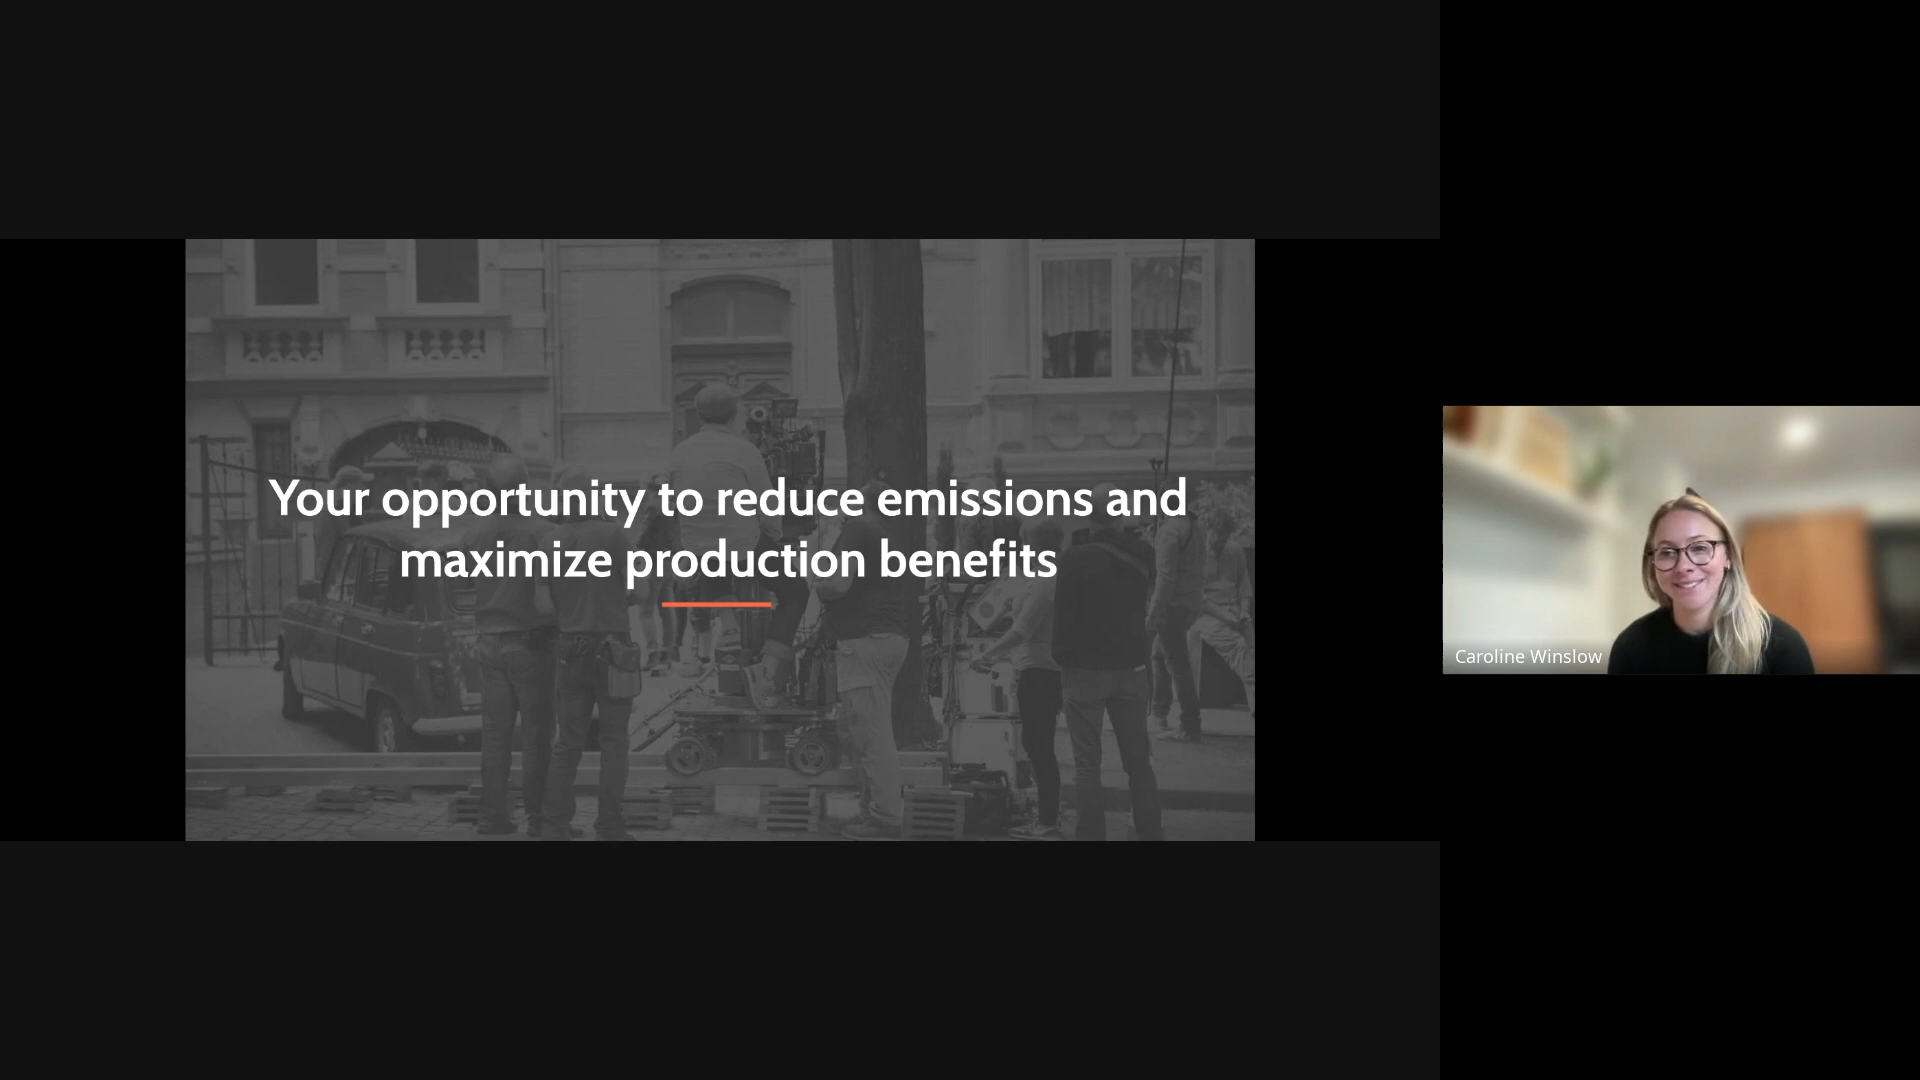 Your opportunity to reduce emissions and
maximize production benefits
Caroline Winslow